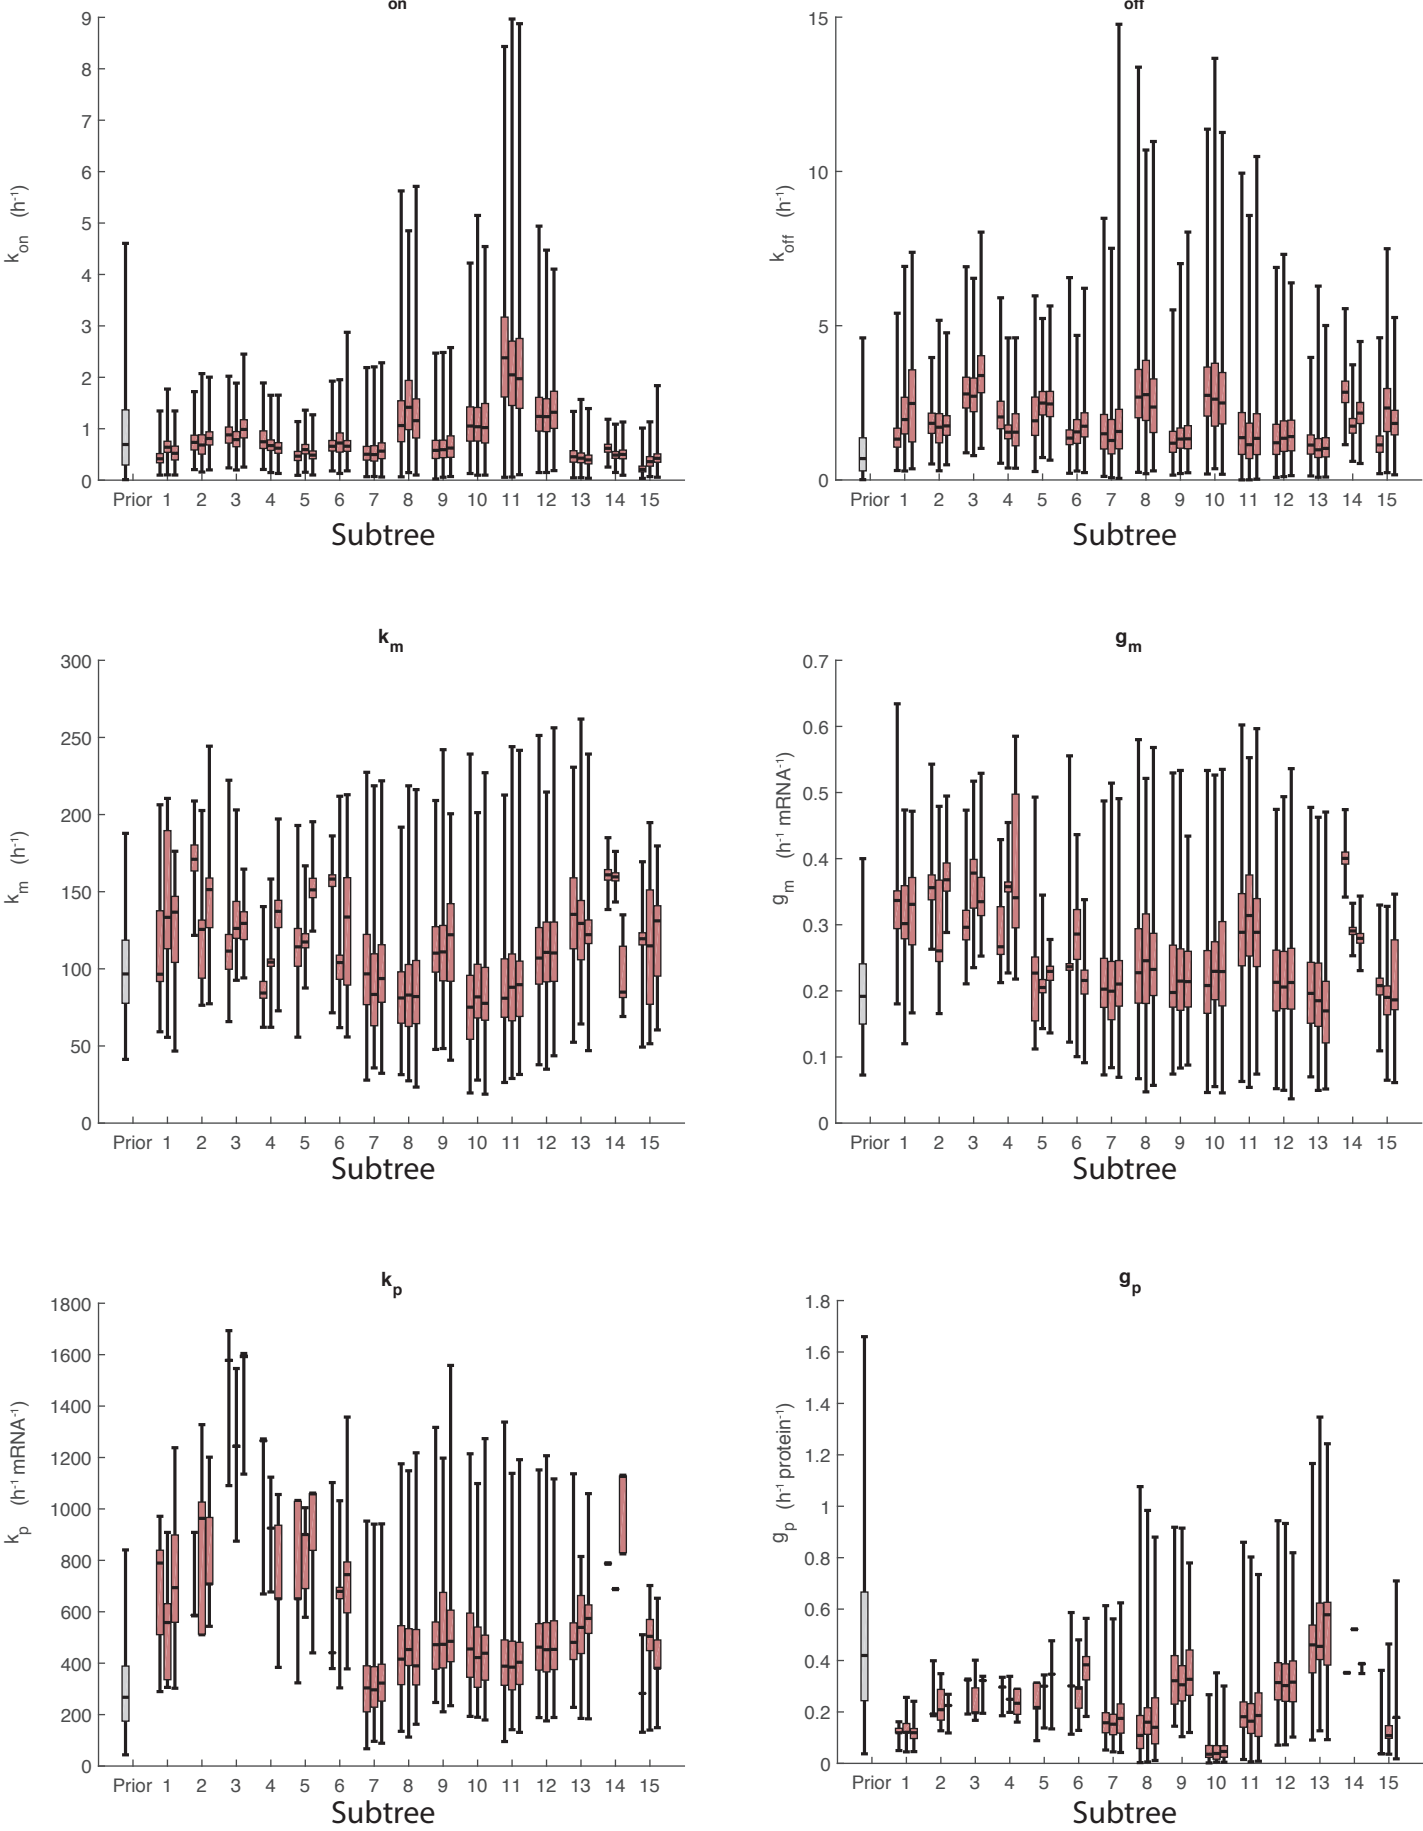 on
9
8
7
6
5
4
3
2
1
0
k_on (h⁻¹)
Prior 1 2 3 4 5 6 7 8 9 10 11 12 13 14 15
Subtree
off
15
10
5
0
k_off (h⁻¹)
Prior 1 2 3 4 5 6 7 8 9 10 11 12 13 14 15
Subtree
k_m
300
250
200
150
100
50
0
k_m (h⁻¹)
Prior 1 2 3 4 5 6 7 8 9 10 11 12 13 14 15
Subtree
g_m
0.7
0.6
0.5
0.4
0.3
0.2
0.1
0
g_m (h⁻¹ mRNA⁻¹)
Prior 1 2 3 4 5 6 7 8 9 10 11 12 13 14 15
Subtree
k_p
1800
1600
1400
1200
1000
800
600
400
200
0
k_p (h⁻¹ mRNA⁻¹)
Prior 1 2 3 4 5 6 7 8 9 10 11 12 13 14 15
Subtree
g_p
1.8
1.6
1.4
1.2
1
0.8
0.6
0.4
0.2
0
g_p (h⁻¹ protein⁻¹)
Prior 1 2 3 4 5 6 7 8 9 10 11 12 13 14 15
Subtree